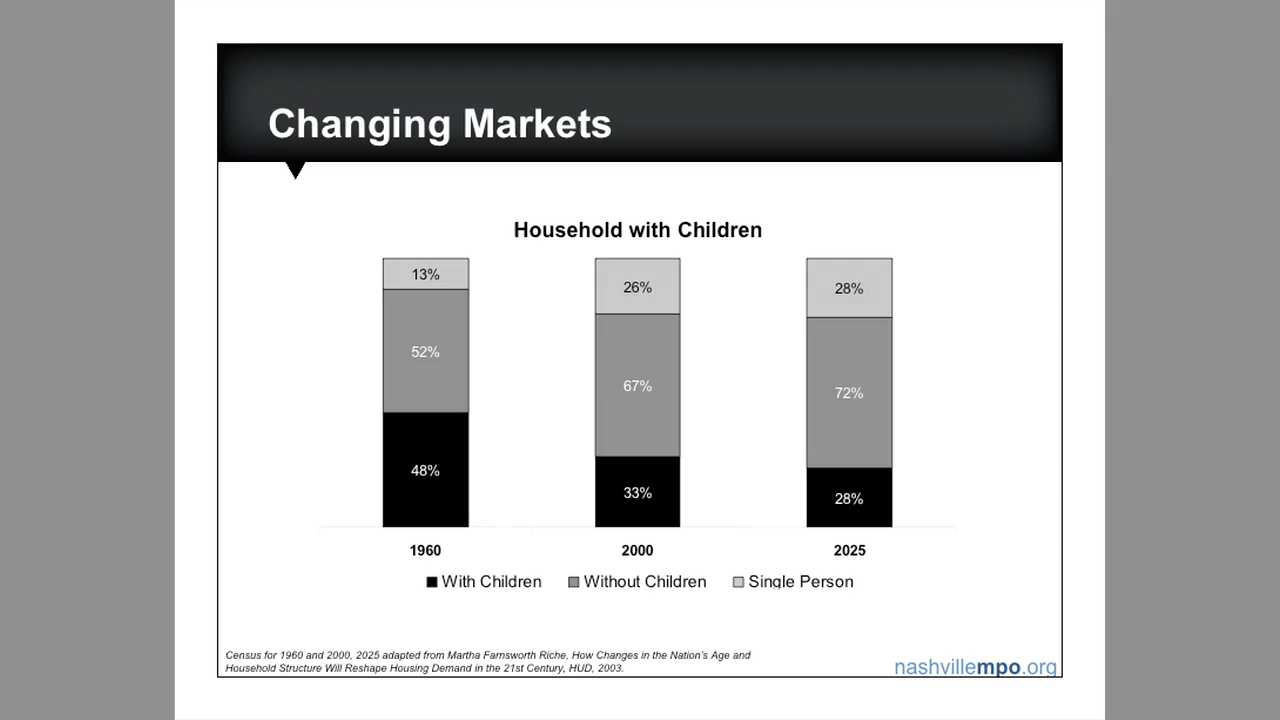 Changing Markets
Household with Children
13% 26% 28%
52% 67% 72%
48% 33% 28%
1960 2000 2025
With Children Without Children Single Person
Census for 1960 and 2000, 2025 adapted from Martha Farnsworth Riche, How Changes in the Nation's Age and
Household Structure Will Reshape Housing Demand in the 21st Century, HUD, 2003.
nashvillempo.org